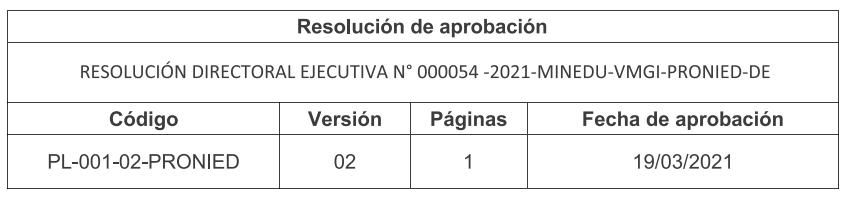 Resolución de aprobación
RESOLUCIÓN DIRECTORAL EJECUTIVA N° 000054 -2021-MINEDU-VMGI-PRONIED-DE
Código Versión Páginas Fecha de aprobación
PL-001-02-PRONIED 02 1 19/03/2021